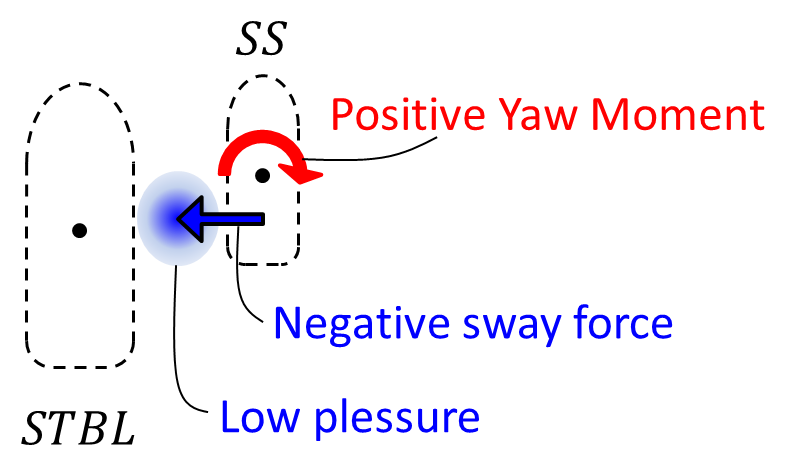 SS
Positive Yaw Moment
Negative sway force
Low plessure
STBL